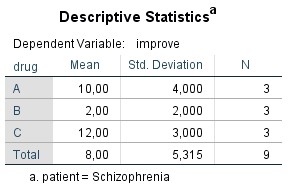 Descriptive Statistics a
Dependent Variable: improve
drug Mean Std. Deviation N
A 10,00 4,000 3
B 2,00 2,000 3
C 12,00 3,000 3
Total 8,00 5,315 9
a. patient = Schizophrenia